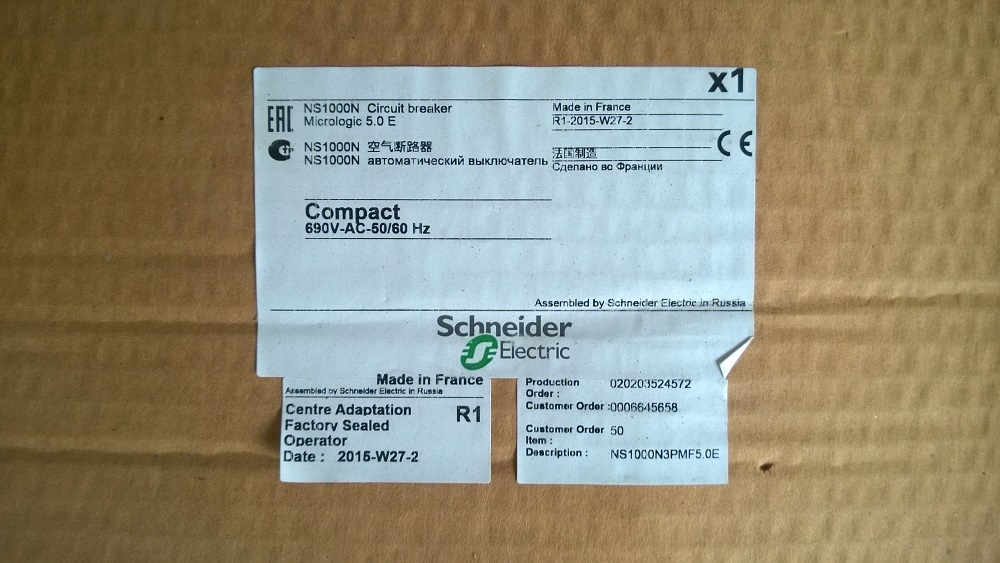 x1
EAC
NS1000N Circuit breaker
Micrologic 5.0 E
NS1000N 空气断路器
NS1000N автоматический выключатель
Made in France
R1-2015-W27-2
CE
法国制造
Сделано во Франции
Compact
690V-AC-50/60 Hz
Assembled by Schneider Electric in Russia
Schneider
Electric
Made in France
Assembled by Schneider Electric in Russia
Centre Adaptation R1
Factory Sealed
Operator
Date : 2015-W27-2
Production 020203524572
Order :
Customer Order :0006645658
Customer Order 50
Item :
Description : NS1000N3PMF5.0E